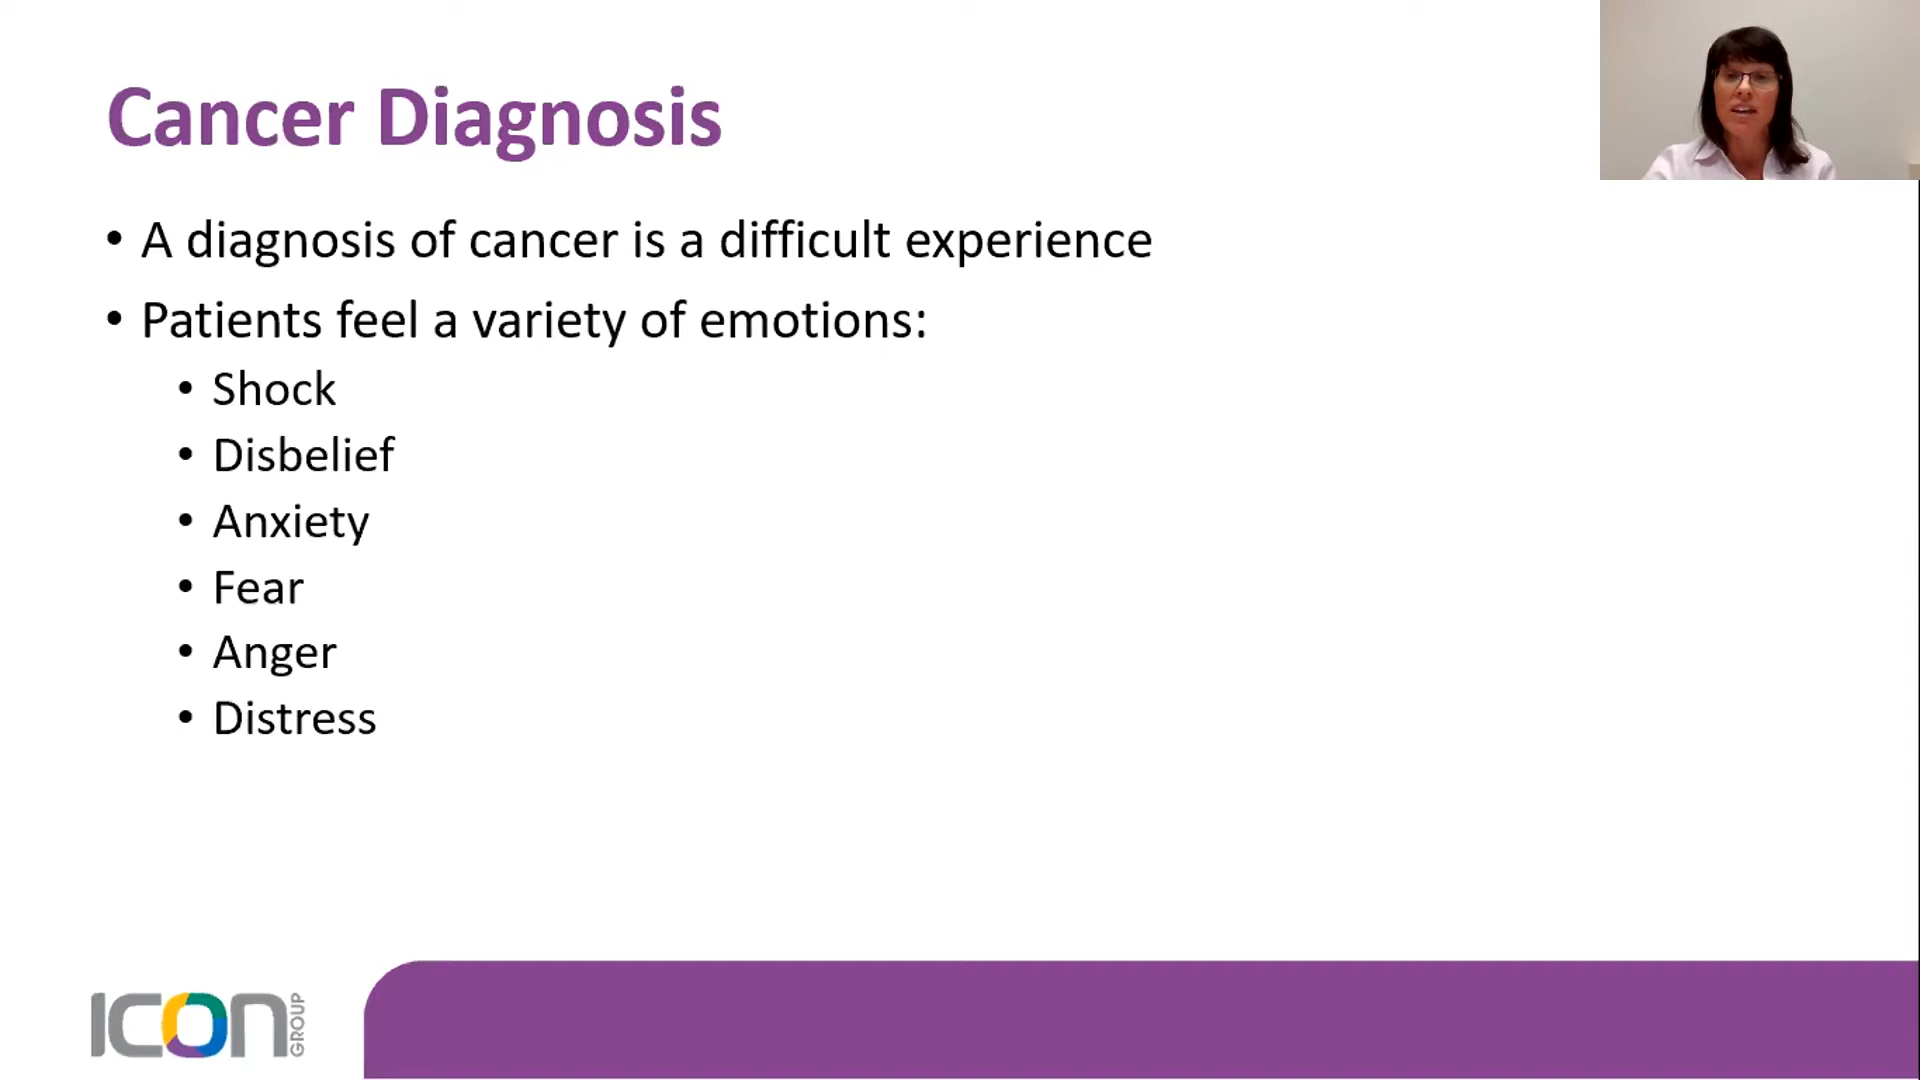 Cancer Diagnosis
• A diagnosis of cancer is a difficult experience
• Patients feel a variety of emotions:
• Shock
• Disbelief
• Anxiety
• Fear
• Anger
• Distress
ICON GROUP